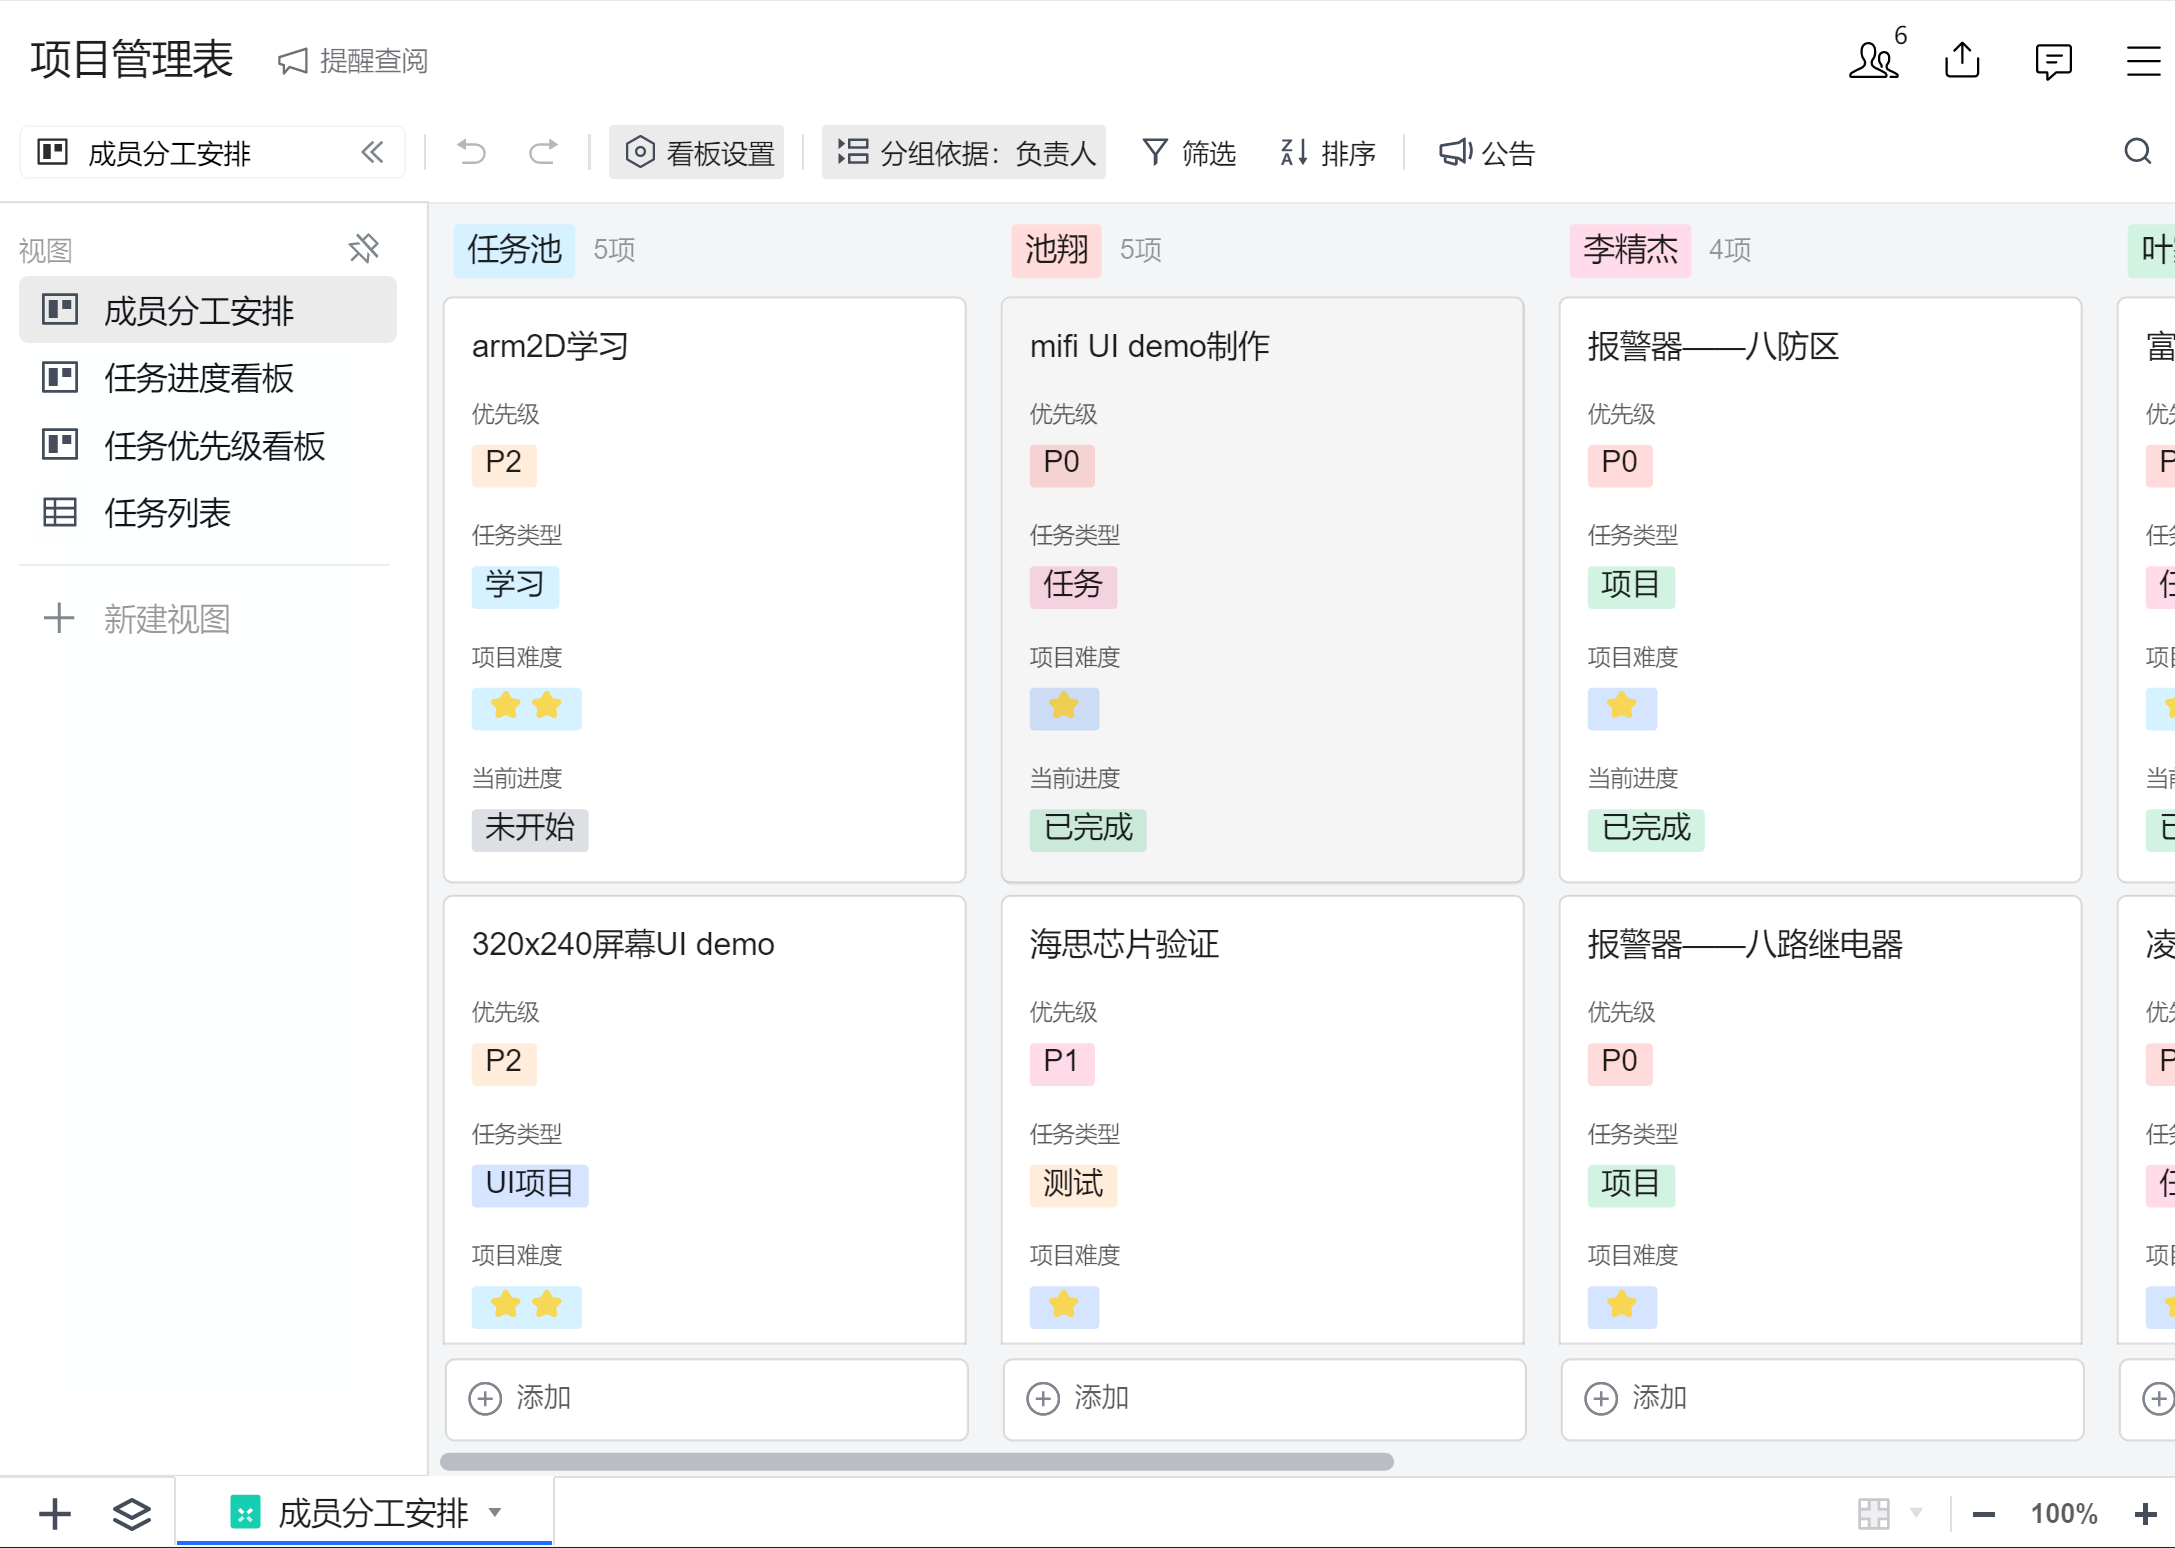 项目管理表 提醒查阅 6
成员分工安排 看板设置 分组依据：负责人 筛选 排序 公告
视图
成员分工安排
任务进度看板
任务优先级看板
任务列表
新建视图
任务池 5项
arm2D学习
优先级
P2
任务类型
学习
项目难度
当前进度
未开始
320x240屏幕UI demo
优先级
P2
任务类型
UI项目
项目难度
添加
池翔 5项
mifi UI demo制作
优先级
P0
任务类型
任务
项目难度
当前进度
已完成
海思芯片验证
优先级
P1
任务类型
测试
项目难度
添加
李精杰 4项
报警器——八防区
优先级
P0
任务类型
项目
项目难度
当前进度
已完成
报警器——八路继电器
优先级
P0
任务类型
项目
项目难度
添加
叶
富
凌
成员分工安排 100%